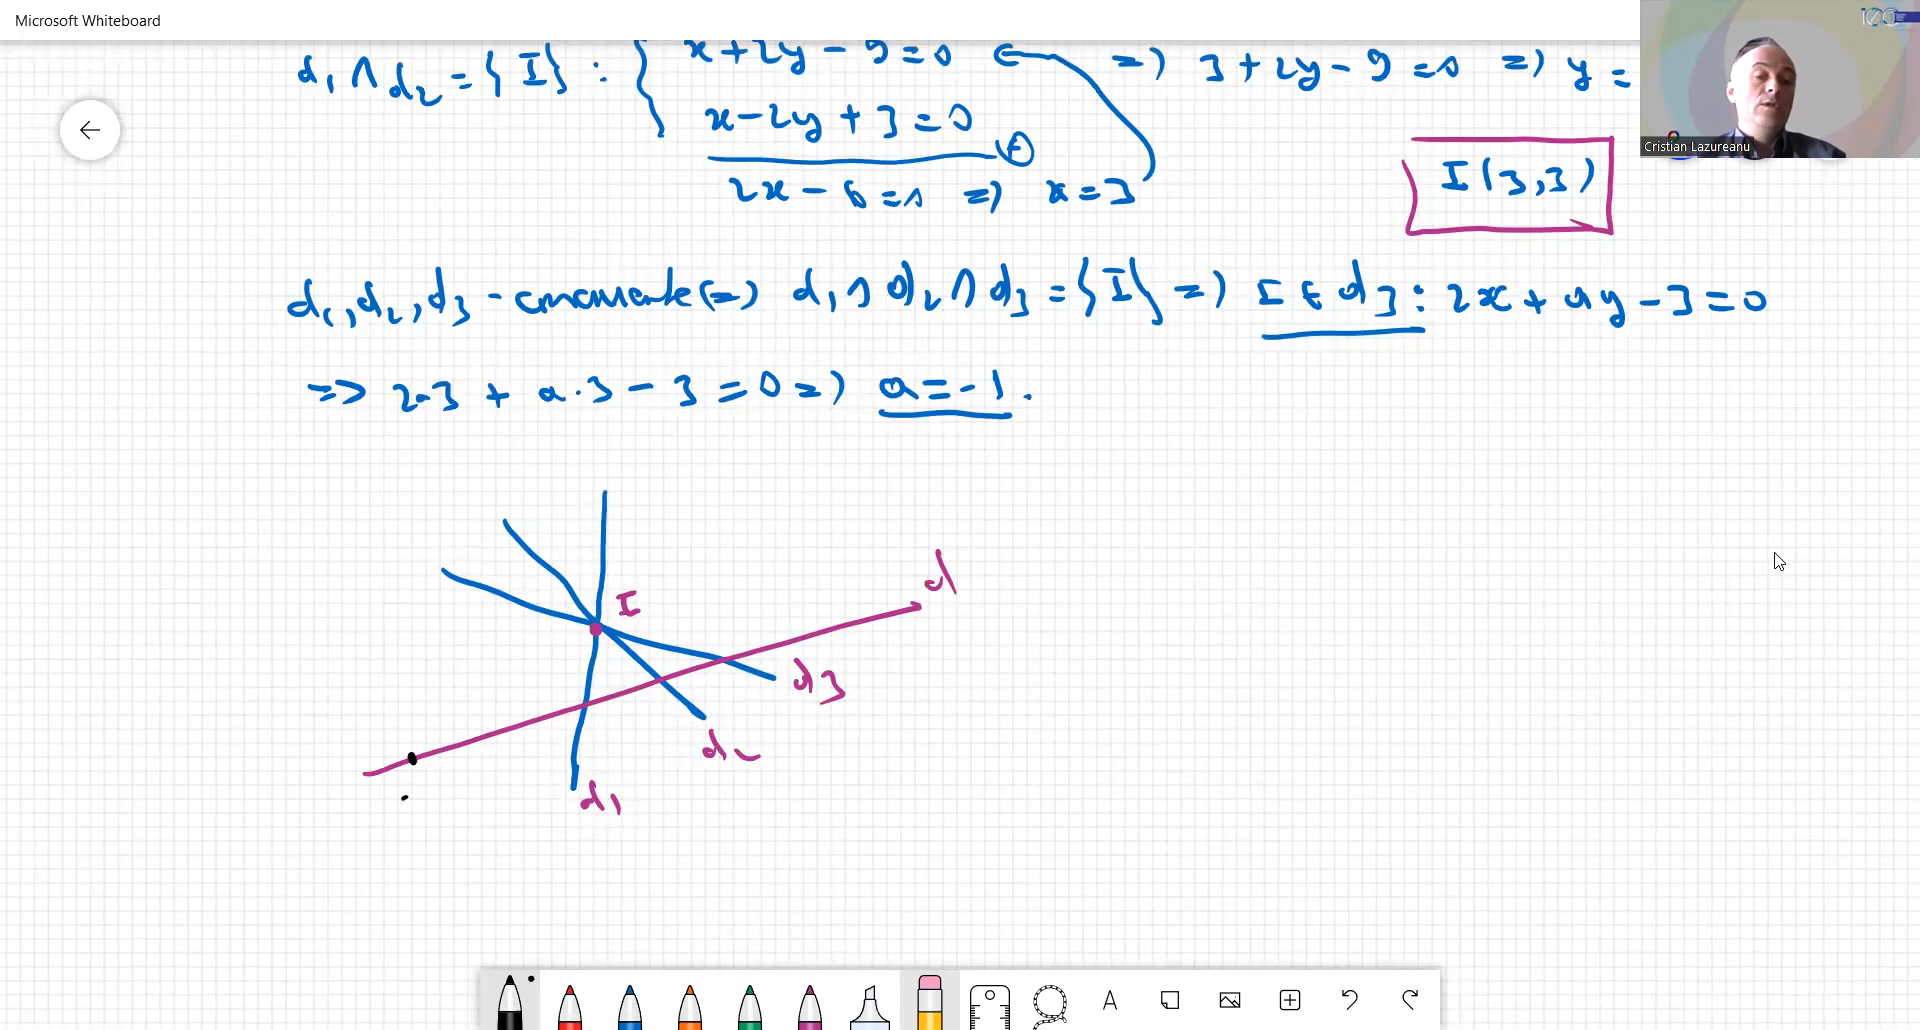 Microsoft Whiteboard
d₁ ∩ d₂ = {I} : { x + 2y - 9 = 0 => 3 + 2y - 9 = 0 => y =
x - 2y + 3 = 0 +
2x - 6 = 0 => x = 3
I(3,3)
Cristian Lazureanu
d₁, d₂, d₃ - concurente (=) d₁ ∩ d₂ ∩ d₃ = {I} => I ∈ d₃ : 2x + ay - 3 = 0
=> 2·3 + a·3 - 3 = 0 => a = -1.
d
I
d₃
d₂
d₁
A